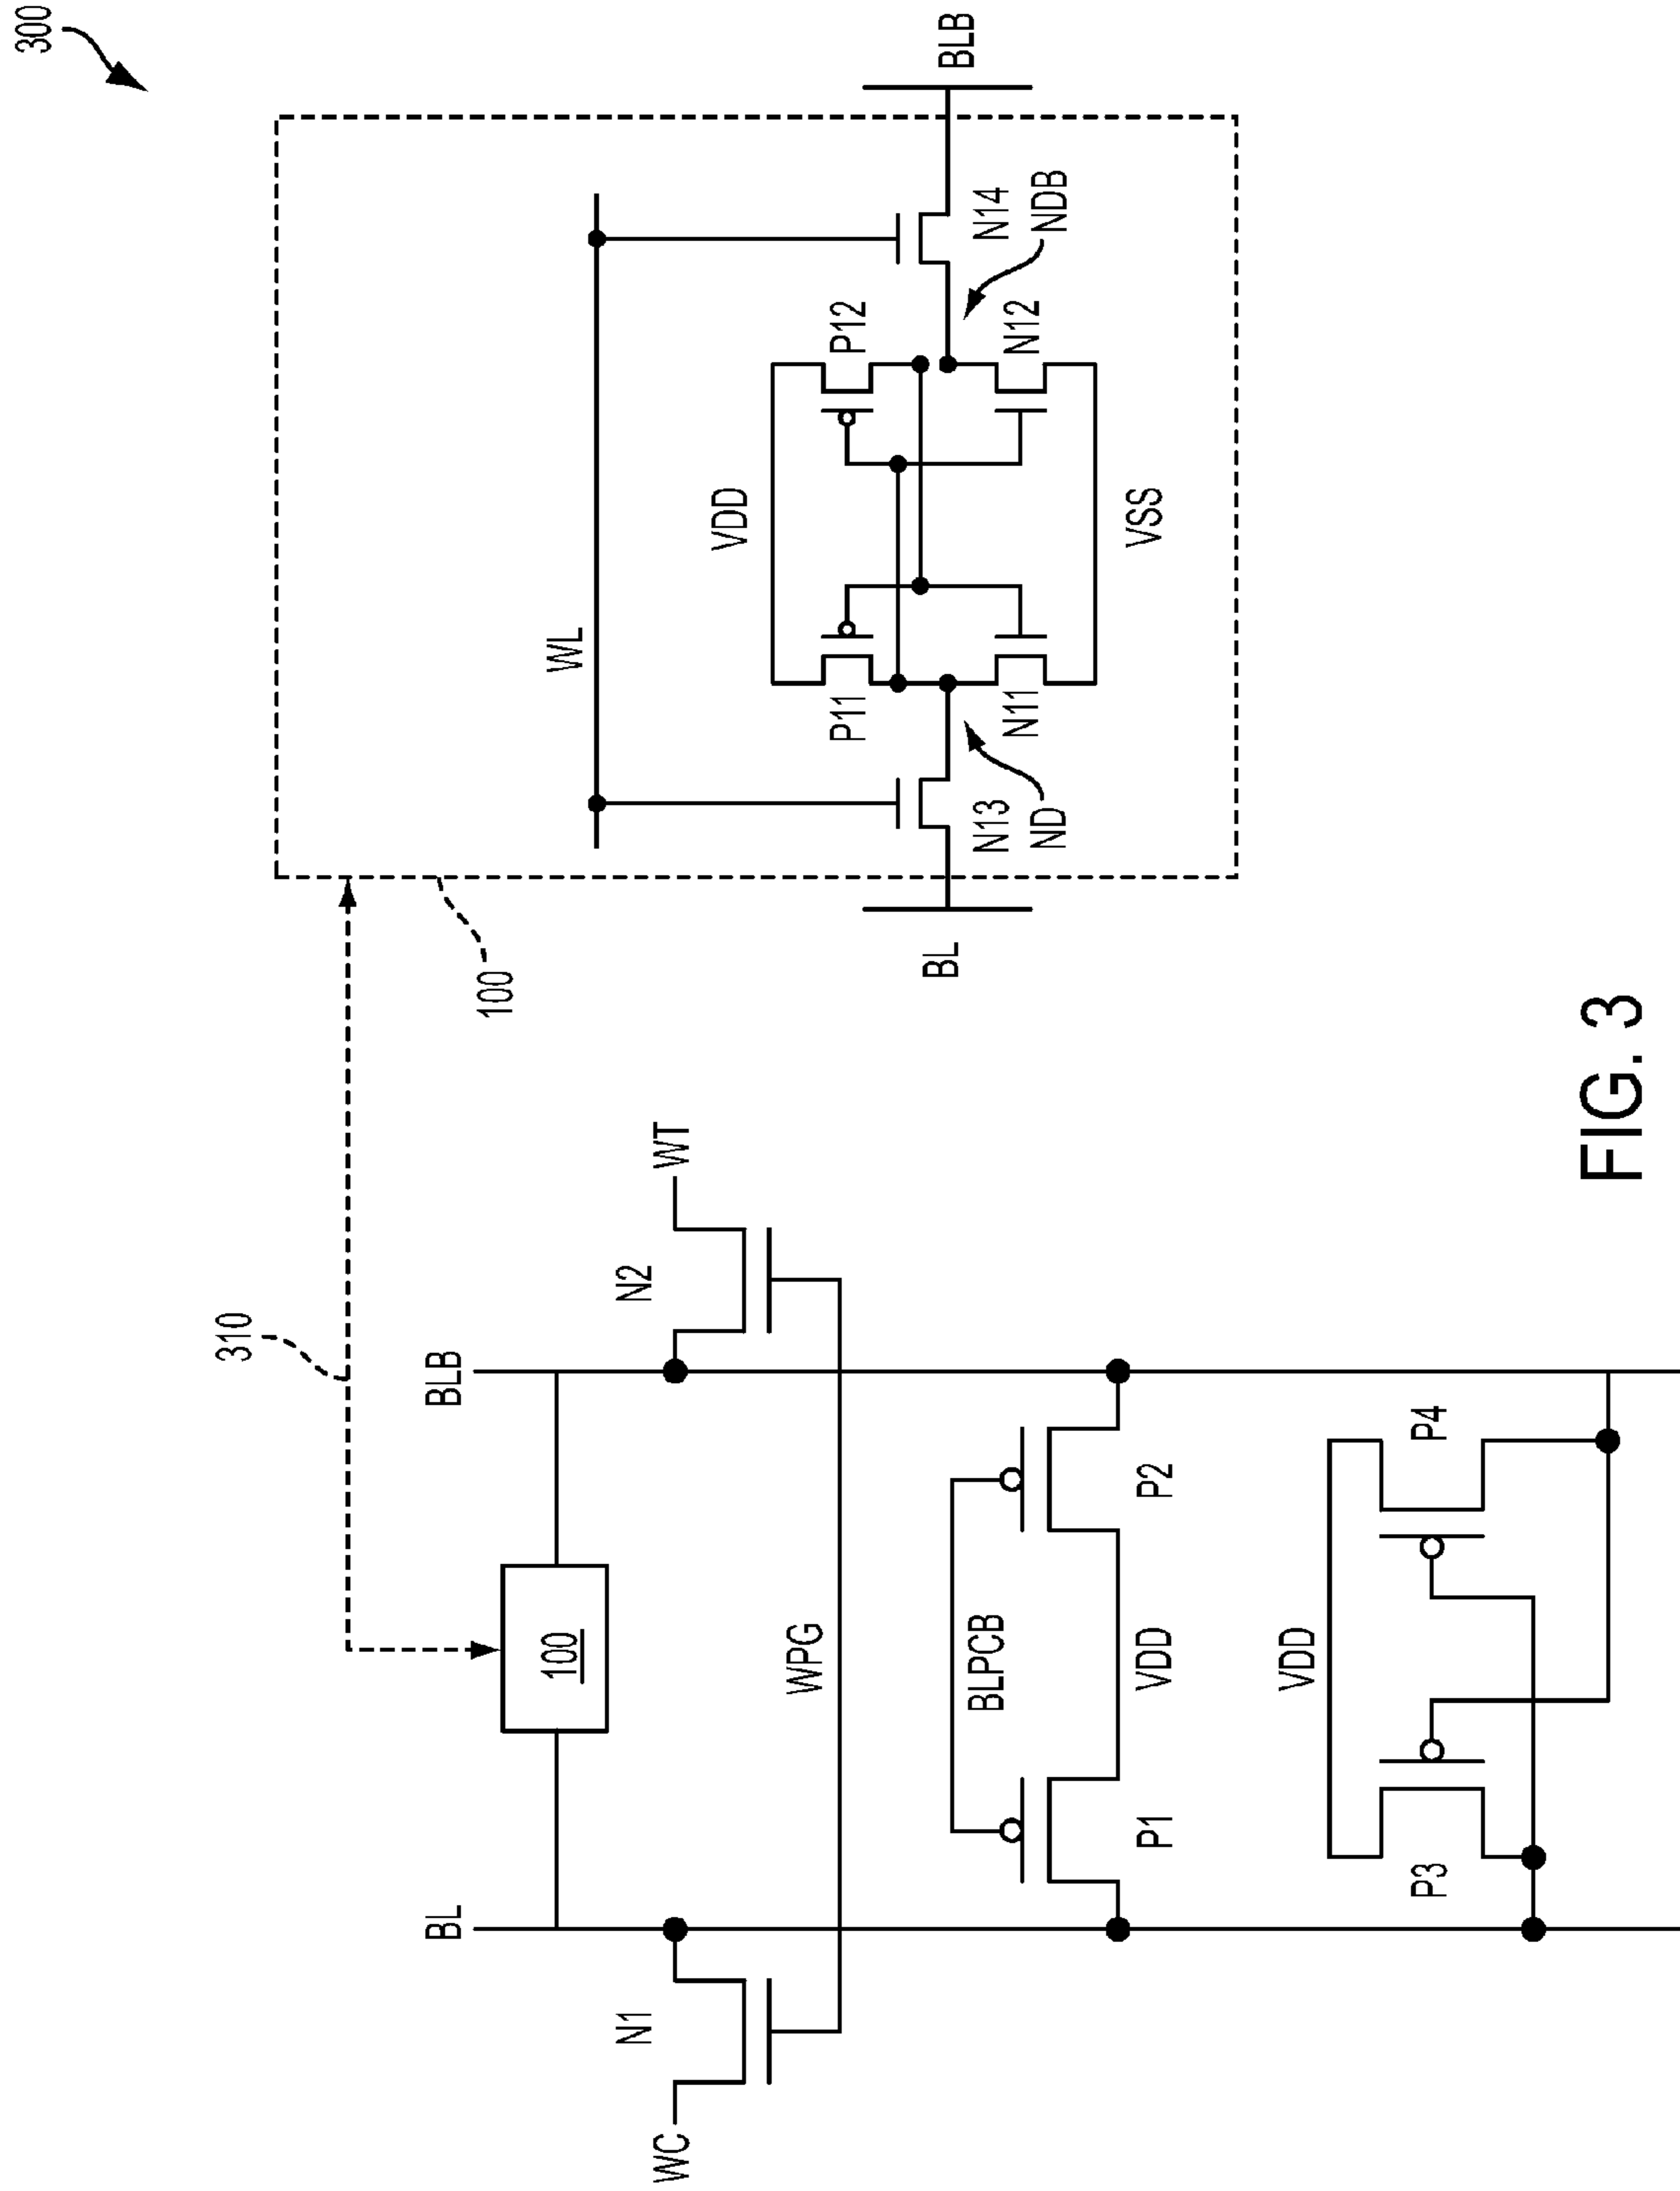 300
310
BL
BLB
100
WC
N1
N2
WT
WPG
BLPCB
P1
VDD
P2
VDD
P3
P4
100
WL
VDD
P11
P12
BL
BLB
N13
ND
N11
N12
N14
NDB
VSS
FIG. 3